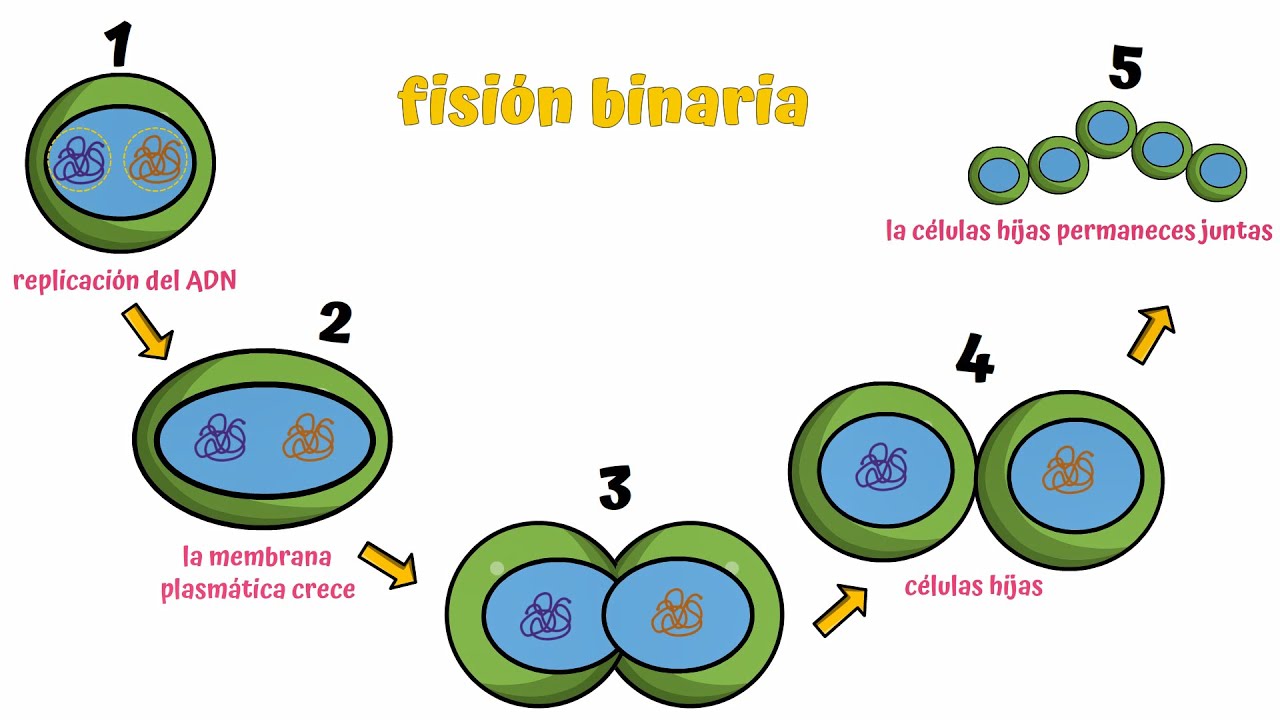 fisión binaria
1
replicación del ADN
2
la membrana
plasmática crece
3
4
células hijas
5
la células hijas permaneces juntas